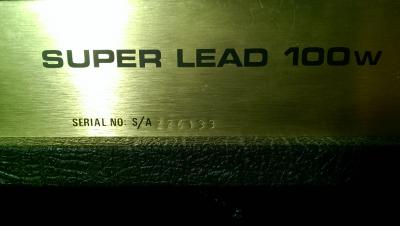 SUPER LEAD 100W
SERIAL NO: S/A